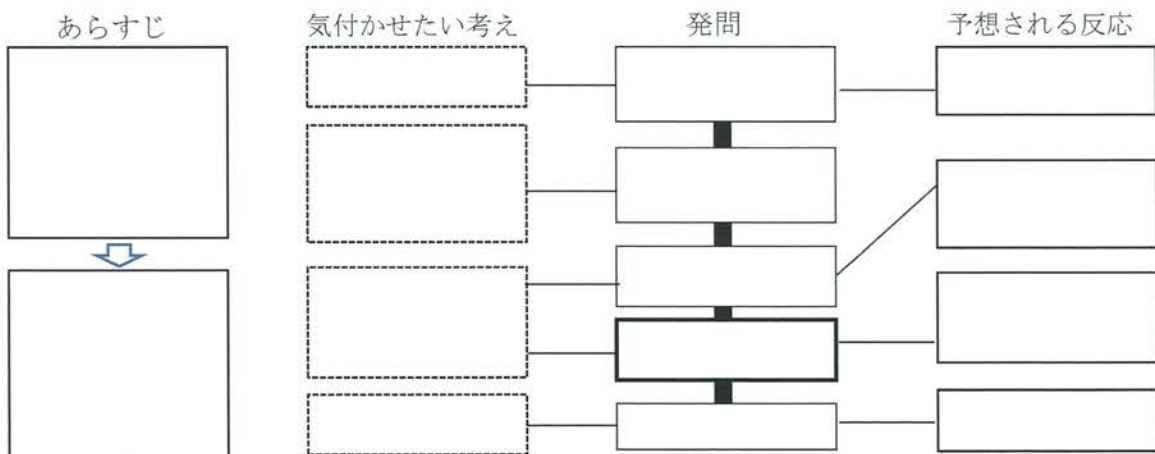 あらすじ
気付かせたい考え
発問
予想される反応